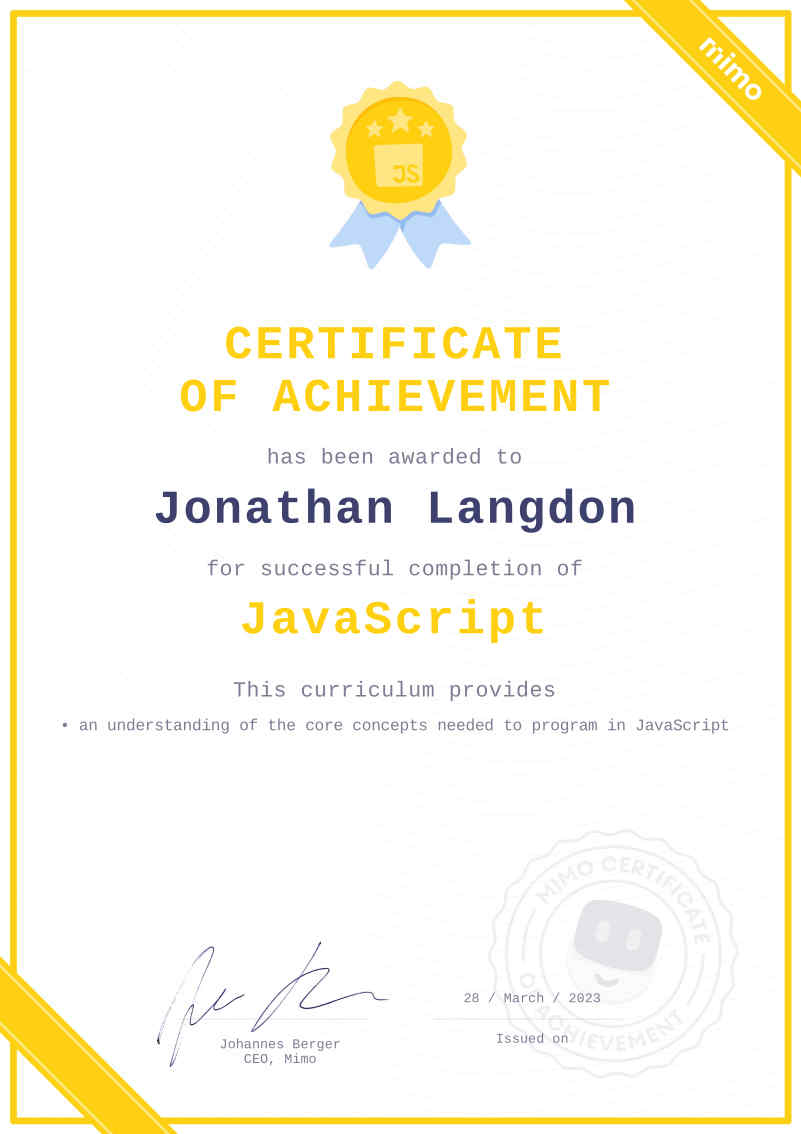 mimo
JS
CERTIFICATE
OF ACHIEVEMENT
has been awarded to
Jonathan Langdon
for successful completion of
JavaScript
This curriculum provides
• an understanding of the core concepts needed to program in JavaScript
MIMO CERTIFICATE
OF ACHIEVEMENT
28 / March / 2023
Issued on
Johannes Berger
CEO, Mimo